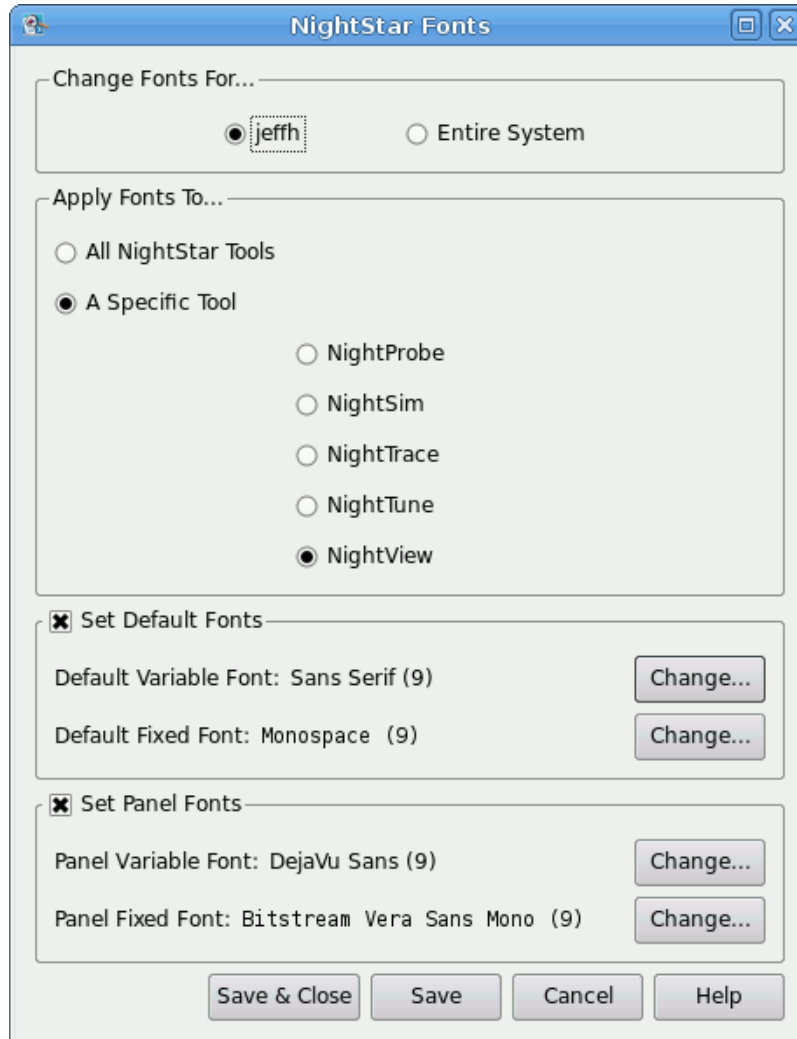 NightStar Fonts
Change Fonts For...
jeffh Entire System
Apply Fonts To...
All NightStar Tools
A Specific Tool
NightProbe
NightSim
NightTrace
NightTune
NightView
Set Default Fonts
Default Variable Font: Sans Serif (9) Change...
Default Fixed Font: Monospace (9) Change...
Set Panel Fonts
Panel Variable Font: DejaVu Sans (9) Change...
Panel Fixed Font: Bitstream Vera Sans Mono (9) Change...
Save & Close Save Cancel Help